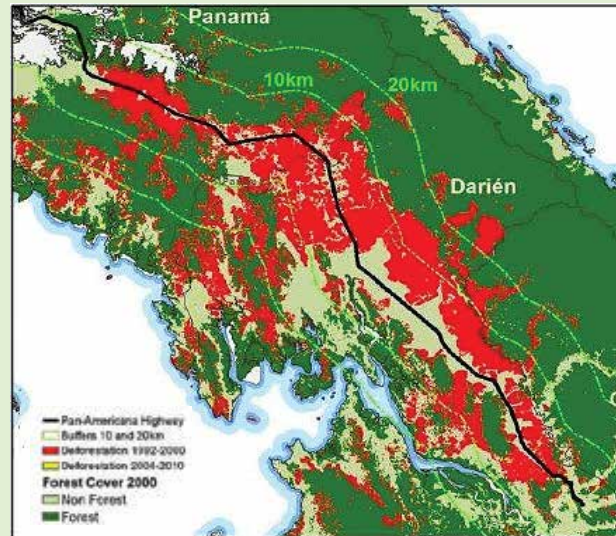 Panamá
10km
20km
Darién
Pan-Americana Highway
Buffers 10 and 20km
Deforestation 1992-2000
Deforestation 2004-2010
Forest Cover 2000
Non Forest
Forest